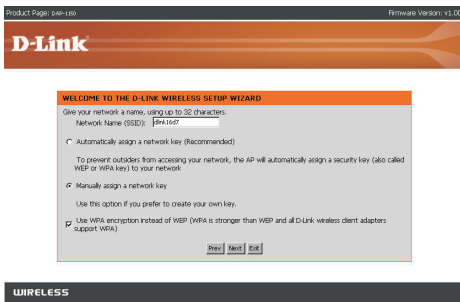 Product Page: DAP-1150 Firmware Version: v1.00
D-Link
WELCOME TO THE D-LINK WIRELESS SETUP WIZARD
Give your network a name, using up to 32 characters.
Network Name (SSID): dlink16d7
Automatically assign a network key (Recommended)
To prevent outsiders from accessing your network, the AP will automatically assign a security key (also called
WEP or WPA key) to your network
Manually assign a network key
Use this option if you prefer to create your own key.
Use WPA encryption instead of WEP (WPA is stronger than WEP and all D-Link wireless client adapters
support WPA)
Prev Next Exit
WIRELESS